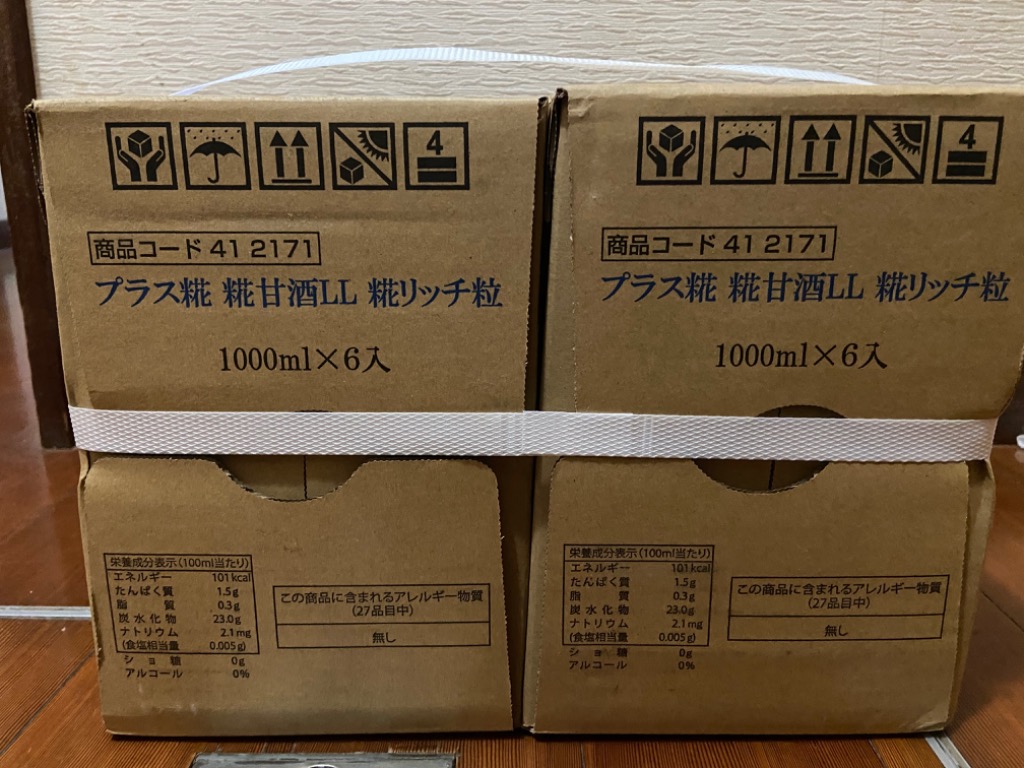 4
商品コード 41 2171
プラス糀 糀甘酒LL 糀リッチ粒
1000ml×6入
栄養成分表示(100ml当たり)
エネルギー 101kcal
たんぱく質 1.5g
脂質 0.3g
炭水化物 23.0g
ナトリウム 2.1mg
(食塩相当量 0.005g)
ショ糖 0g
アルコール 0%
この商品に含まれるアレルギー物質
(27品目中)
無し
4
商品コード 41 2171
プラス糀 糀甘酒LL 糀リッチ粒
1000ml×6入
栄養成分表示(100ml当たり)
エネルギー 101kcal
たんぱく質 1.5g
脂質 0.3g
炭水化物 23.0g
ナトリウム 2.1mg
(食塩相当量 0.005g)
ショ糖 0g
アルコール 0%
この商品に含まれるアレルギー物質
(27品目中)
無し